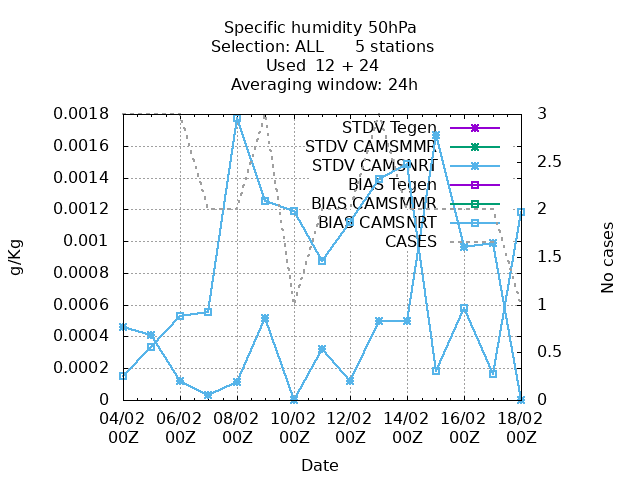 Specific humidity 50hPa
Selection: ALL      5 stations
Used  12 + 24
Averaging window: 24h
0.0018
0.0016
0.0014
0.0012
0.001
0.0008
0.0006
0.0004
0.0002
0
3
2.5
2
1.5
1
0.5
0
g/Kg
No cases
STDV Tegen
STDV CAMSMMR
STDV CAMSNRT
BIAS Tegen
BIAS CAMSMMR
BIAS CAMSNRT
CASES
04/02 06/02 08/02 10/02 12/02 14/02 16/02 18/02
00Z 00Z 00Z 00Z 00Z 00Z 00Z 00Z
Date